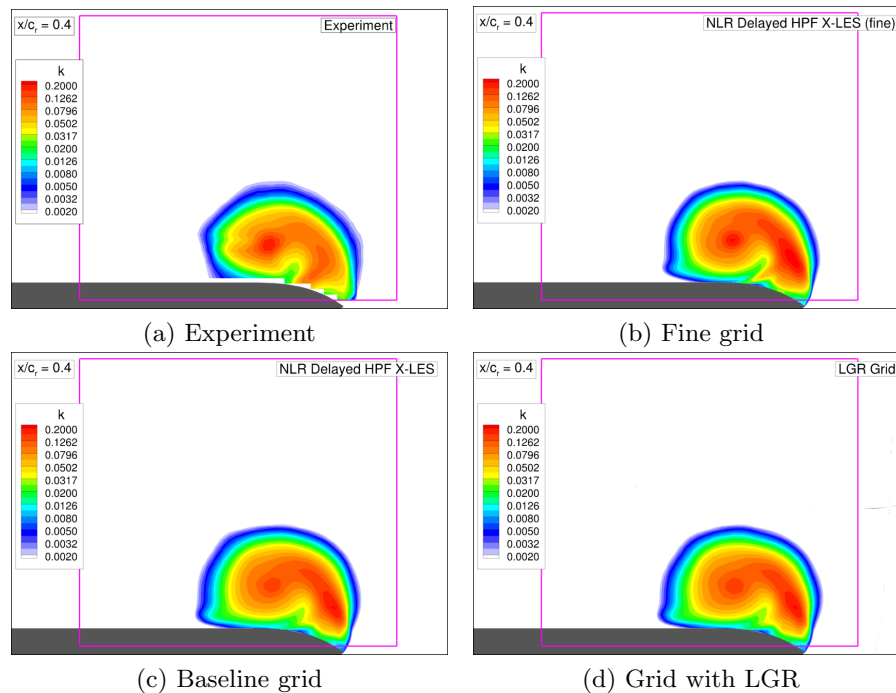 x/cr = 0.4
Experiment
k
0.2000
0.1262
0.0796
0.0502
0.0317
0.0200
0.0126
0.0080
0.0050
0.0032
0.0020
(a) Experiment
x/cr = 0.4
NLR Delayed HPF X-LES (fine)
k
0.2000
0.1262
0.0796
0.0502
0.0317
0.0200
0.0126
0.0080
0.0050
0.0032
0.0020
(b) Fine grid
x/cr = 0.4
NLR Delayed HPF X-LES
k
0.2000
0.1262
0.0796
0.0502
0.0317
0.0200
0.0126
0.0080
0.0050
0.0032
0.0020
(c) Baseline grid
x/cr = 0.4
LGR Grid
k
0.2000
0.1262
0.0796
0.0502
0.0317
0.0200
0.0126
0.0080
0.0050
0.0032
0.0020
(d) Grid with LGR